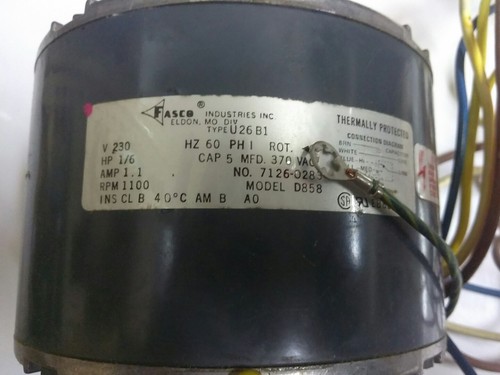 FASCO® INDUSTRIES INC.
ELDON, MO. DIV.
TYPE U26B1
V 230 HZ 60 PH 1 ROT.
HP 1/6 CAP 5 MFD. 370 VAC
AMP 1.1 NO. 7126-0283
RPM 1100 MODEL D858
INS CL B 40°C AM B AO
THERMALLY PROTECTED
CONNECTION DIAGRAM
BRN
WHITE